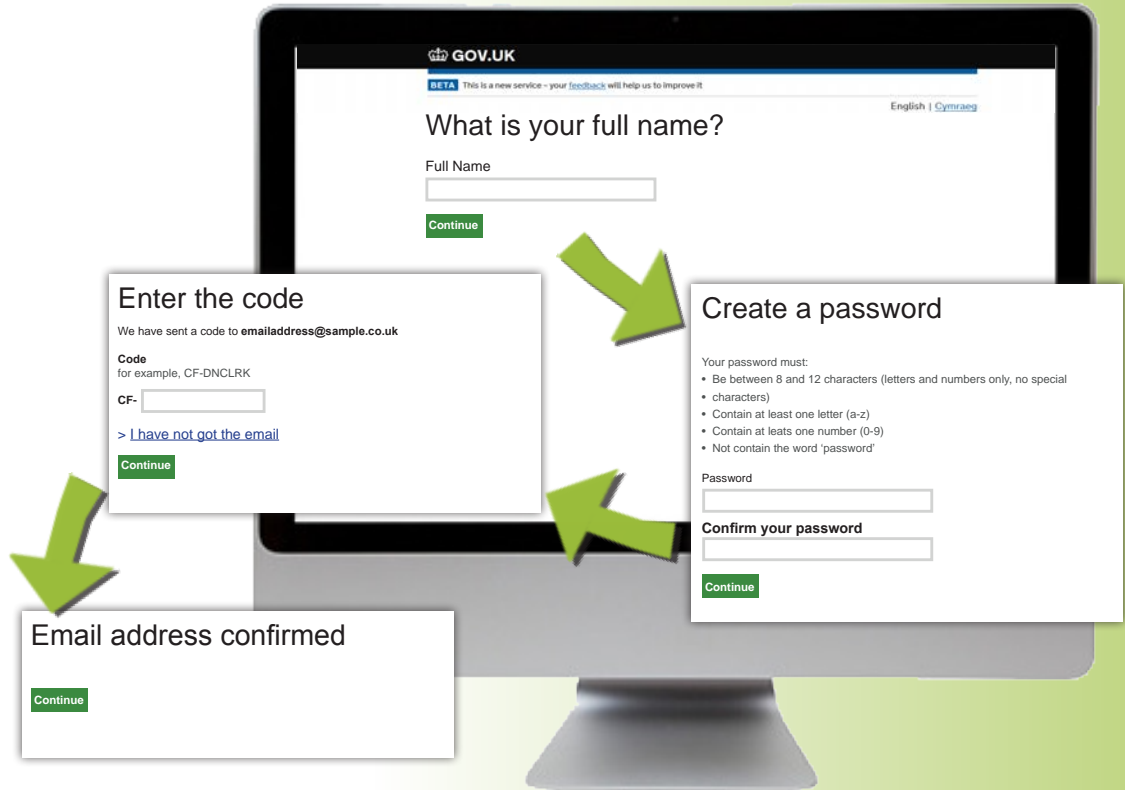 GOV.UK
BETA This is a new service – your feedback will help us to improve it
English | Cymraeg
What is your full name?
Full Name
Continue
Create a password
Your password must:
• Be between 8 and 12 characters (letters and numbers only, no special
• characters)
• Contain at least one letter (a-z)
• Contain at leats one number (0-9)
• Not contain the word ‘password’
Password
Confirm your password
Continue
Enter the code
We have sent a code to emailaddress@sample.co.uk
Code
for example, CF-DNCLRK
CF-
> I have not got the email
Continue
Email address confirmed
Continue